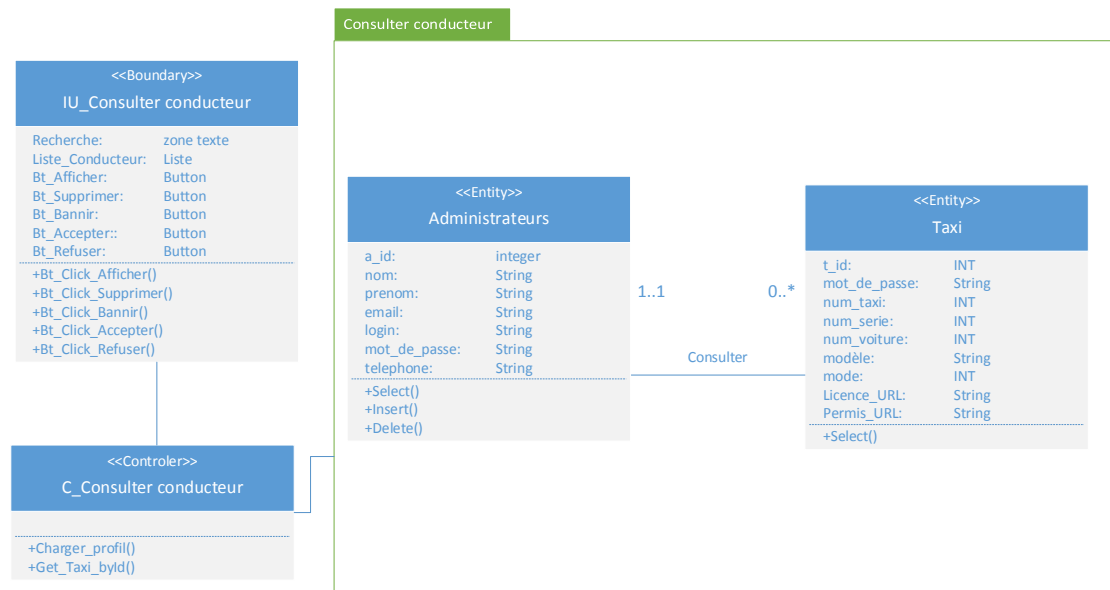 Consulter conducteur
<<Boundary>>
IU_Consulter conducteur
Recherche: zone texte
Liste_Conducteur: Liste
Bt_Afficher: Button
Bt_Supprimer: Button
Bt_Bannir: Button
Bt_Accepter:: Button
Bt_Refuser: Button
+Bt_Click_Afficher()
+Bt_Click_Supprimer()
+Bt_Click_Bannir()
+Bt_Click_Accepter()
+Bt_Click_Refuser()
<<Controler>>
C_Consulter conducteur
+Charger_profil()
+Get_Taxi_byId()
<<Entity>>
Administrateurs
a_id: integer
nom: String
prenom: String
email: String
login: String
mot_de_passe: String
telephone: String
+Select()
+Insert()
+Delete()
1..1
0..*
Consulter
<<Entity>>
Taxi
t_id: INT
mot_de_passe: String
num_taxi: INT
num_serie: INT
num_voiture: INT
modèle: String
mode: INT
Licence_URL: String
Permis_URL: String
+Select()